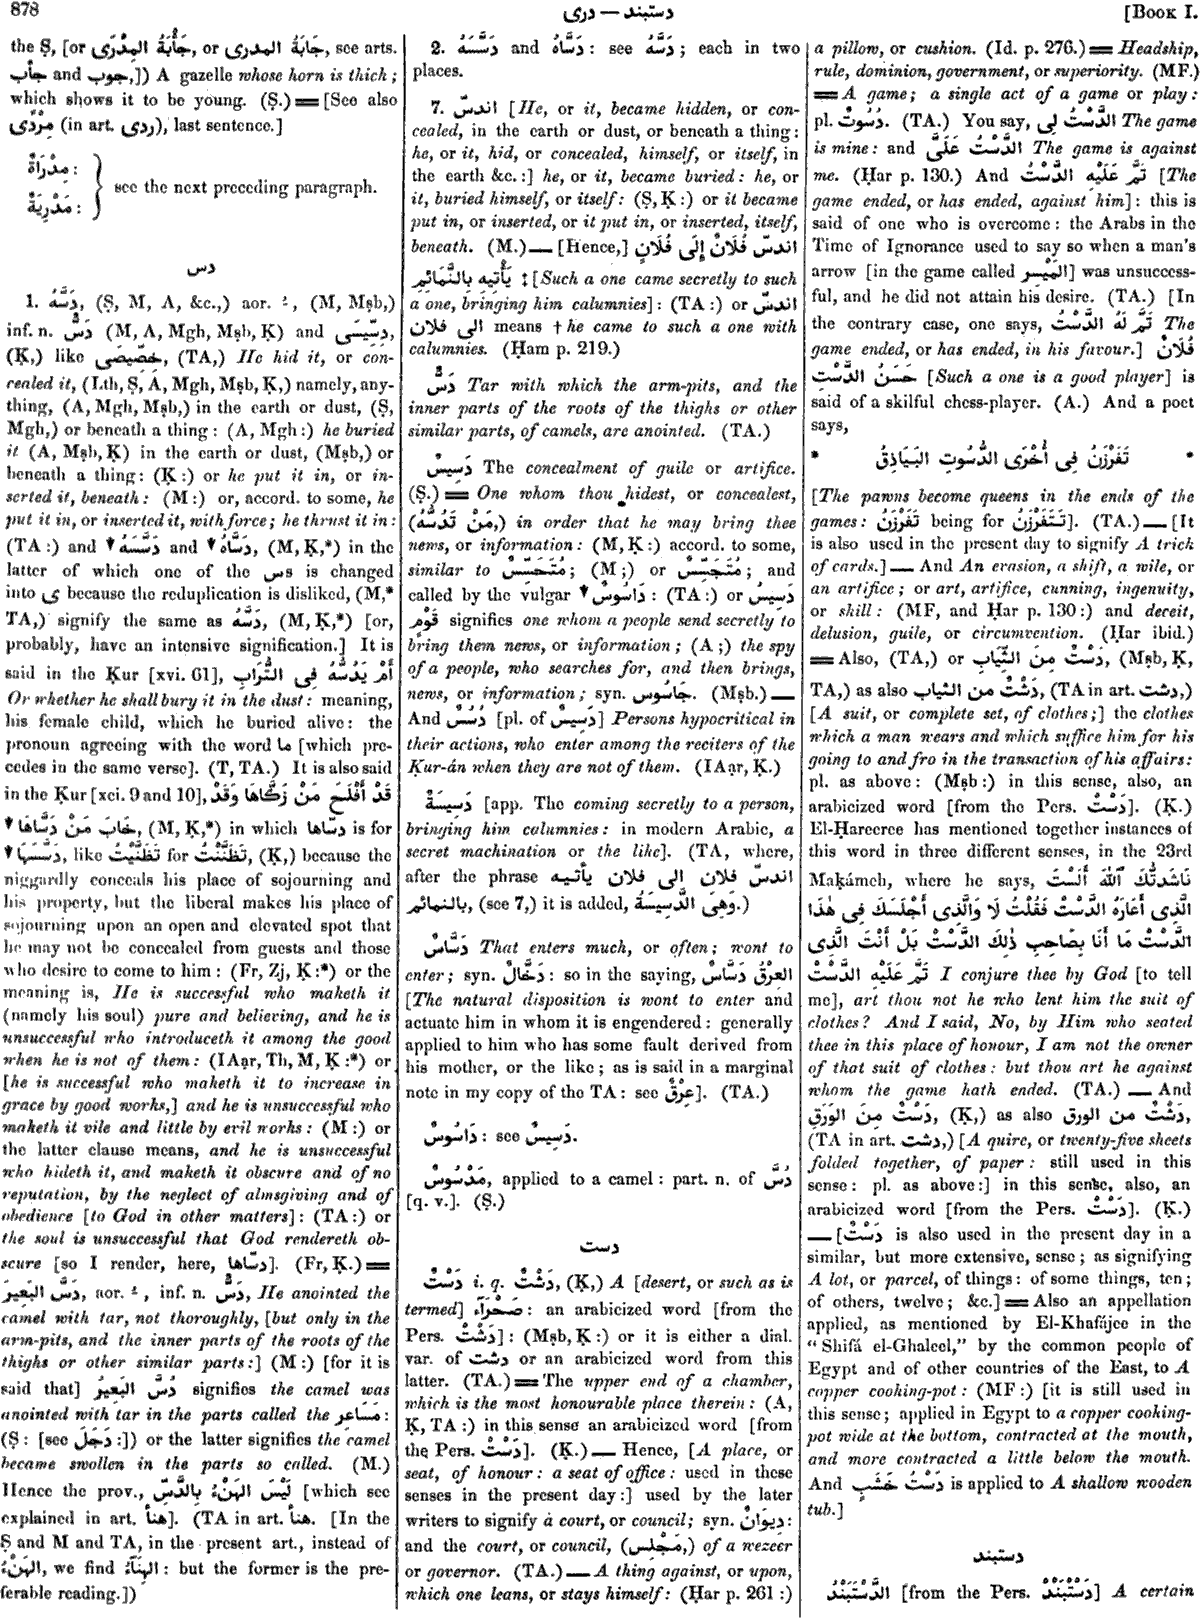 878
درى — دستبند
[Book I.
the Ṣ, [or جَأْبَةُ المِدْرَى, or جَابَةُ المدرى, see arts.
جأب and جوب,]) A gazelle whose horn is thick;
which shows it to be young. (Ṣ.) ═ [See also
مِرْدًى (in art. ردى), last sentence.]
مِدْرَاةٌ :
مَدْرِيَةٌ :
see the next preceding paragraph.
دس
1. دَسَّهُ, (Ṣ, M, A, &c.,) aor. ـُ, (M, Mṣb,)
inf. n. دَسٌّ (M, A, Mgh, Mṣb, Ḳ) and دِسِّيسَى,
(Ḳ,) like خِصِّيصَى, (TA,) He hid it, or con-
cealed it, (Lth, Ṣ, A, Mgh, Mṣb, Ḳ,) namely, any-
thing, (A, Mgh, Mṣb,) in the earth or dust, (Ṣ,
Mgh,) or beneath a thing: (A, Mgh:) he buried
it (A, Mṣb, Ḳ) in the earth or dust, (Mṣb,) or
beneath a thing: (Ḳ:) or he put it in, or in-
serted it, beneath: (M:) or, accord. to some, he
put it in, or inserted it, with force; he thrust it in:
(TA:) and ▼ دَسَّسَهُ and ▼ دَسَّاهُ, (M, Ḳ,*) in the
latter of which one of the سs is changed
into ى because the reduplication is disliked, (M,*
TA,) signify the same as دَسَّهُ, (M, Ḳ,*) [or,
probably, have an intensive signification.] It is
said in the Ḳur [xvi. 61], أَمْ يَدُسُّهُ فِى التُّرَابِ
Or whether he shall bury it in the dust: meaning,
his female child, which he buried alive: the
pronoun agreeing with the word ما [which pre-
cedes in the same verse]. (T, TA.) It is also said
in the Ḳur [xci. 9 and 10], قَدْ أَفْلَحَ مَنْ زَكَّاهَا وَقَدْ
▼ خَابَ مَنْ دَسَّاهَا, (M, Ḳ,*) in which دسّاها is for
▼ دَسَّسَهَا, like تَظَنَّيْتُ for تَظَنَّنْتُ, (Ḳ,) because the
niggardly conceals his place of sojourning and
his property, but the liberal makes his place of
sojourning upon an open and elevated spot that
he may not be concealed from guests and those
who desire to come to him: (Fr, Zj, Ḳ:*) or the
meaning is, He is successful who maketh it
(namely his soul) pure and believing, and he is
unsuccessful who introduceth it among the good
when he is not of them: (IAạr, Th, M, Ḳ:*) or
[he is successful who maketh it to increase in
grace by good works,] and he is unsuccessful who
maketh it vile and little by evil works: (M:) or
the latter clause means, and he is unsuccessful
who hideth it, and maketh it obscure and of no
reputation, by the neglect of almsgiving and of
obedience [to God in other matters]: (TA:) or
the soul is unsuccessful that God rendereth ob-
scure [so I render, here, دسّاها]. (Fr, Ḳ.) ═
دَسَّ البَعِيرَ, aor. ـُ, inf. n. دَسٌّ, He anointed the
camel with tar, not thoroughly, [but only in the
arm-pits, and the inner parts of the roots of the
thighs or other similar parts:] (M:) [for it is
said that] دُسَّ البَعِيرُ signifies the camel was
anointed with tar in the parts called the مَسَاعِر:
(Ṣ: [see دَجَلَ:]) or the latter signifies the camel
became swollen in the parts so called. (M.)
Hence the prov., لَيْسَ الهَنْءُ بِالدَّسِّ [which see
explained in art. هنأ]. (TA in art. هنأ. [In the
Ṣ and M and TA, in the present art., instead of
الهَنْءُ, we find الهِنَآءُ: but the former is the pre-
ferable reading.])
2. دَسَّسَهُ and دَسَّاهُ: see دَسَّهُ; each in two
places.
7. اندسّ [He, or it, became hidden, or con-
cealed, in the earth or dust, or beneath a thing:
he, or it, hid, or concealed, himself, or itself, in
the earth &c.:] he, or it, became buried: he, or
it, buried himself, or itself: (Ṣ, Ḳ:) or it became
put in, or inserted, or it put in, or inserted, itself,
beneath. (M.) — [Hence,] اندسّ فُلَانٌ إِلَى فُلَانٍ
يَأْتِيهِ بِالنَّمَائِمِ ‡ [Such a one came secretly to such
a one, bringing him calumnies]: (TA:) or اندسّ
الى فلان means † he came to such a one with
calumnies. (Ḥam p. 219.)
دَسٌّ Tar with which the arm-pits, and the
inner parts of the roots of the thighs or other
similar parts, of camels, are anointed. (TA.)
دَسِيسٌ The concealment of guile or artifice.
(Ṣ.) ═ One whom thou hidest, or concealest,
(مَنْ تَدُسُّهُ,) in order that he may bring thee
news, or information: (M, Ḳ:) accord. to some,
similar to مُتَحَسِّسٌ; (M;) or مُتَجَسِّسٌ; and
called by the vulgar ▼ دَاسُوسٌ: (TA:) or دَسِيسُ
قَوْمٍ signifies one whom a people send secretly to
bring them news, or information; (A;) the spy
of a people, who searches for, and then brings,
news, or information; syn. جَاسُوس. (Mṣb.) —
And دُسُسٌ [pl. of دَسِيسٌ] Persons hypocritical in
their actions, who enter among the reciters of the
Ḳur-án when they are not of them. (IAạr, Ḳ.)
دَسِيسَةٌ [app. The coming secretly to a person,
bringing him calumnies: in modern Arabic, a
secret machination or the like]. (TA, where,
after the phrase اندسّ فلان الى فلان يأتـيه
بالنمائم, (see 7,) it is added, وَهِىَ الدَّسِيسَةُ.)
دَسَّاسٌ That enters much, or often; wont to
enter; syn. دَخَّالٌ: so in the saying, العِرْقُ دَسَّاسٌ
[The natural disposition is wont to enter and
actuate him in whom it is engendered: generally
applied to him who has some fault derived from
his mother, or the like; as is said in a marginal
note in my copy of the TA: see عِرْقٌ]. (TA.)
دَاسُوسٌ: see دَسِيسٌ.
مَدْسُوسٌ, applied to a camel: part. n. of دُسَّ
[q. v.]. (Ṣ.)
دست
دَسْتٌ i. q. دَشْتٌ, (Ḳ,) A [desert, or such as is
termed] صَحْرَآء: an arabicized word [from the
Pers. دَشْتْ]: (Mṣb, Ḳ:) or it is either a dial.
var. of دشت or an arabicized word from this
latter. (TA.) ═ The upper end of a chamber,
which is the most honourable place therein: (A,
Ḳ, TA:) in this sense an arabicized word [from
the Pers. دَسْتْ]. (Ḳ.) — Hence, [A place, or
seat, of honour: a seat of office: used in these
senses in the present day:] used by the later
writers to signify a court, or council; syn. دِيوَانٌ:
and the court, or council, (مَجْلِس,) of a wezeer
or governor. (TA.) — A thing against, or upon,
which one leans, or stays himself: (Ḥar p. 261:)
a pillow, or cushion. (Id. p. 276.) ═ Headship,
rule, dominion, government, or superiority. (MF.)
═ A game; a single act of a game or play:
pl. دُسُوتٌ. (TA.) You say, الدَّسْتُ لِى The game
is mine: and الدَّسْتُ عَلَىَّ The game is against
me. (Ḥar p. 130.) And تَمَّ عَلَيْهِ الدَّسْتُ [The
game ended, or has ended, against him]: this is
said of one who is overcome: the Arabs in the
Time of Ignorance used to say so when a man's
arrow [in the game called المَيْسِر] was unsuccess-
ful, and he did not attain his desire. (TA.) [In
the contrary case, one says, تَمَّ لَهُ الدَّسْتُ The
game ended, or has ended, in his favour.] فُلَانٌ
حَسَنُ الدَّسْتِ [Such a one is a good player] is
said of a skilful chess-player. (A.) And a poet
says,
* تَفَرْزَنُ فِى أُخْرَى الدُّسُوتِ البَيَاذِقُ *
[The pawns become queens in the ends of the
games: تَفَرْزَنُ being for تَتَفَرْزَنُ]. (TA.) — [It
is also used in the present day to signify A trick
of cards.] — And An evasion, a shift, a wile, or
an artifice; or art, artifice, cunning, ingenuity,
or skill: (MF, and Ḥar p. 130:) and deceit,
delusion, guile, or circumvention. (Ḥar ibid.)
═ Also, (TA,) or دَسْتٌ مِنَ الثِّيَابِ, (Mṣb, Ḳ,
TA,) as also دَشْتٌ من الثياب, (TA in art. دشت,)
[A suit, or complete set, of clothes;] the clothes
which a man wears and which suffice him for his
going to and fro in the transaction of his affairs:
pl. as above: (Mṣb:) in this sense, also, an
arabicized word [from the Pers. دَسْتْ]. (Ḳ.)
El-Ḥareeree has mentioned together instances of
this word in three different senses, in the 23rd
Maḳámeh, where he says, نَاشَدتُّكَ ٱللّٰهَ أَلَسْتَ
الَّذِى أَعَارَهُ الدَّسْتَ فَقُلْتُ لَا وَالَّذِى أَجْلَسَكَ فِى هٰذَا
الدَّسْتِ مَا أَنَا بِصَاحِبِ ذٰلِكَ الدَّسْتِ بَلْ أَنْتَ الَّذِى
تَمَّ عَلَيْهِ الدَّسْتُ I conjure thee by God [to tell
me], art thou not he who lent him the suit of
clothes? And I said, No, by Him who seated
thee in this place of honour, I am not the owner
of that suit of clothes: but thou art he against
whom the game hath ended. (TA.) — And
دَسْتٌ مِنَ الوَرَقِ, (Ḳ,) as also دَشْتٌ من الورق,
(TA in art. دشت,) [A quire, or twenty-five sheets
folded together, of paper: still used in this
sense: pl. as above:] in this sense, also, an
arabicized word [from the Pers. دَسْتْ]. (Ḳ.)
— [دَسْتٌ is also used in the present day in a
similar, but more extensive, sense; as signifying
A lot, or parcel, of things: of some things, ten;
of others, twelve; &c.] ═ Also an appellation
applied, as mentioned by El-Khafájee in the
“Shifá el-Ghaleel,” by the common people of
Egypt and of other countries of the East, to A
copper cooking-pot: (MF:) [it is still used in
this sense; applied in Egypt to a copper cooking-
pot wide at the bottom, contracted at the mouth,
and more contracted a little below the mouth.
And دَسْتُ خَشَبٍ is applied to A shallow wooden
tub.]
دستبند
الدَّسْتَبَنْدُ [from the Pers. دَسْتْبَنْدْ] A certain